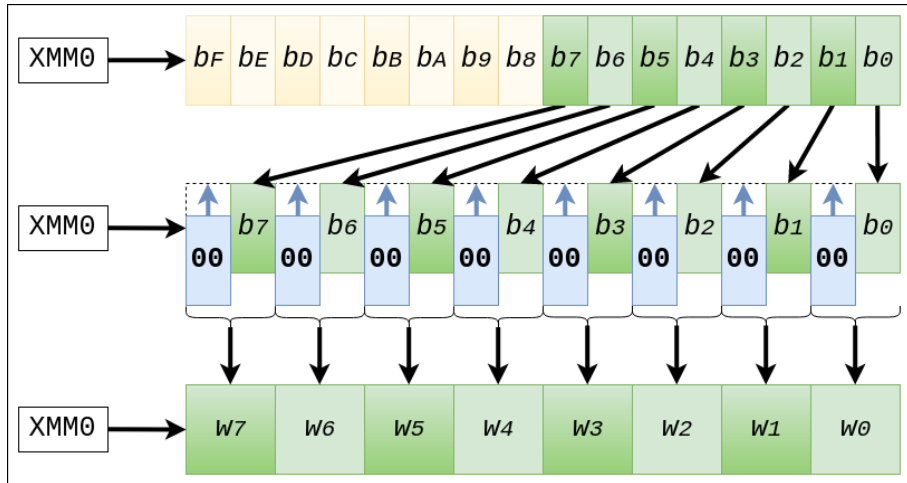 XMM0 bF bE bD bC bB bA b9 b8 b7 b6 b5 b4 b3 b2 b1 b0
XMM0 00 b7 00 b6 00 b5 00 b4 00 b3 00 b2 00 b1 00 b0
XMM0 W7 W6 W5 W4 W3 W2 W1 W0